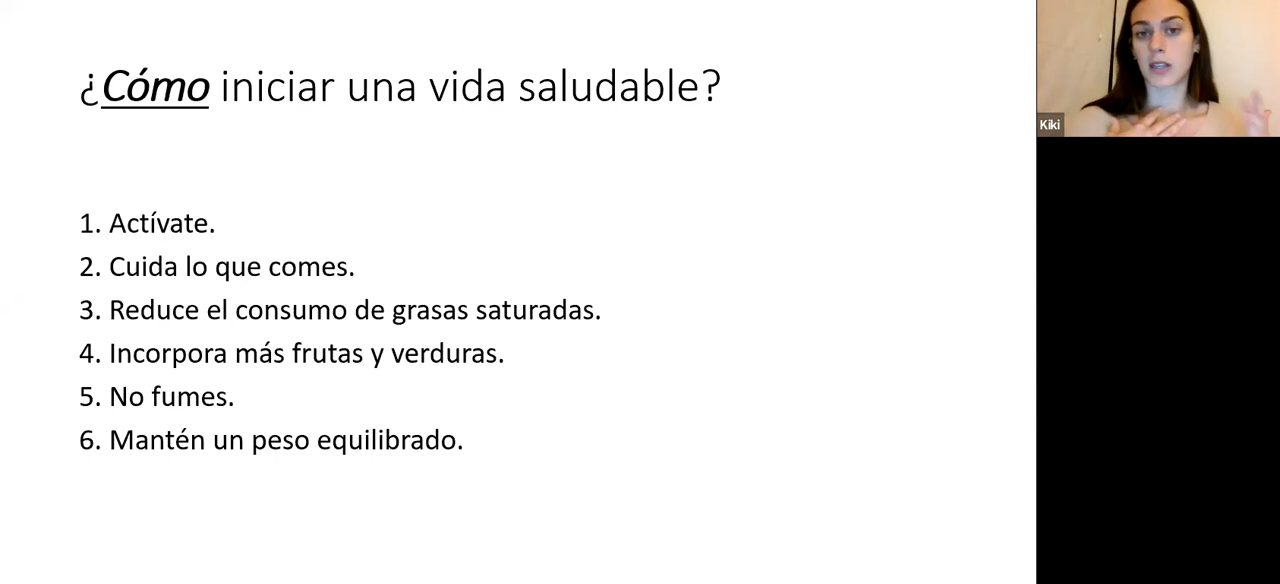 ¿Cómo iniciar una vida saludable?
1. Actívate.
2. Cuida lo que comes.
3. Reduce el consumo de grasas saturadas.
4. Incorpora más frutas y verduras.
5. No fumes.
6. Mantén un peso equilibrado.
Kiki